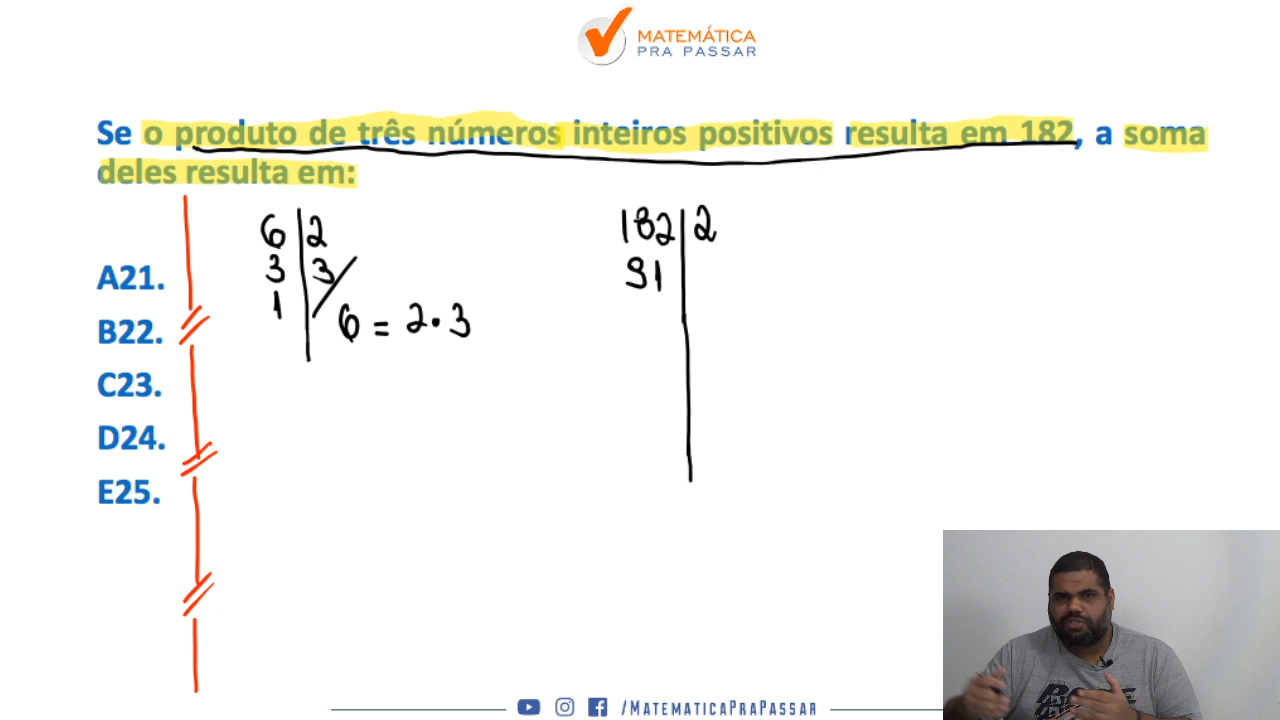 MATEMÁTICA
PRA PASSAR
Se o produto de três números inteiros positivos resulta em 182, a soma
deles resulta em:
A21.
B22.
C23.
D24.
E25.
6 2
3 3
1
6 = 2 . 3
182 2
91
/MATEMATICAPRAPASSAR